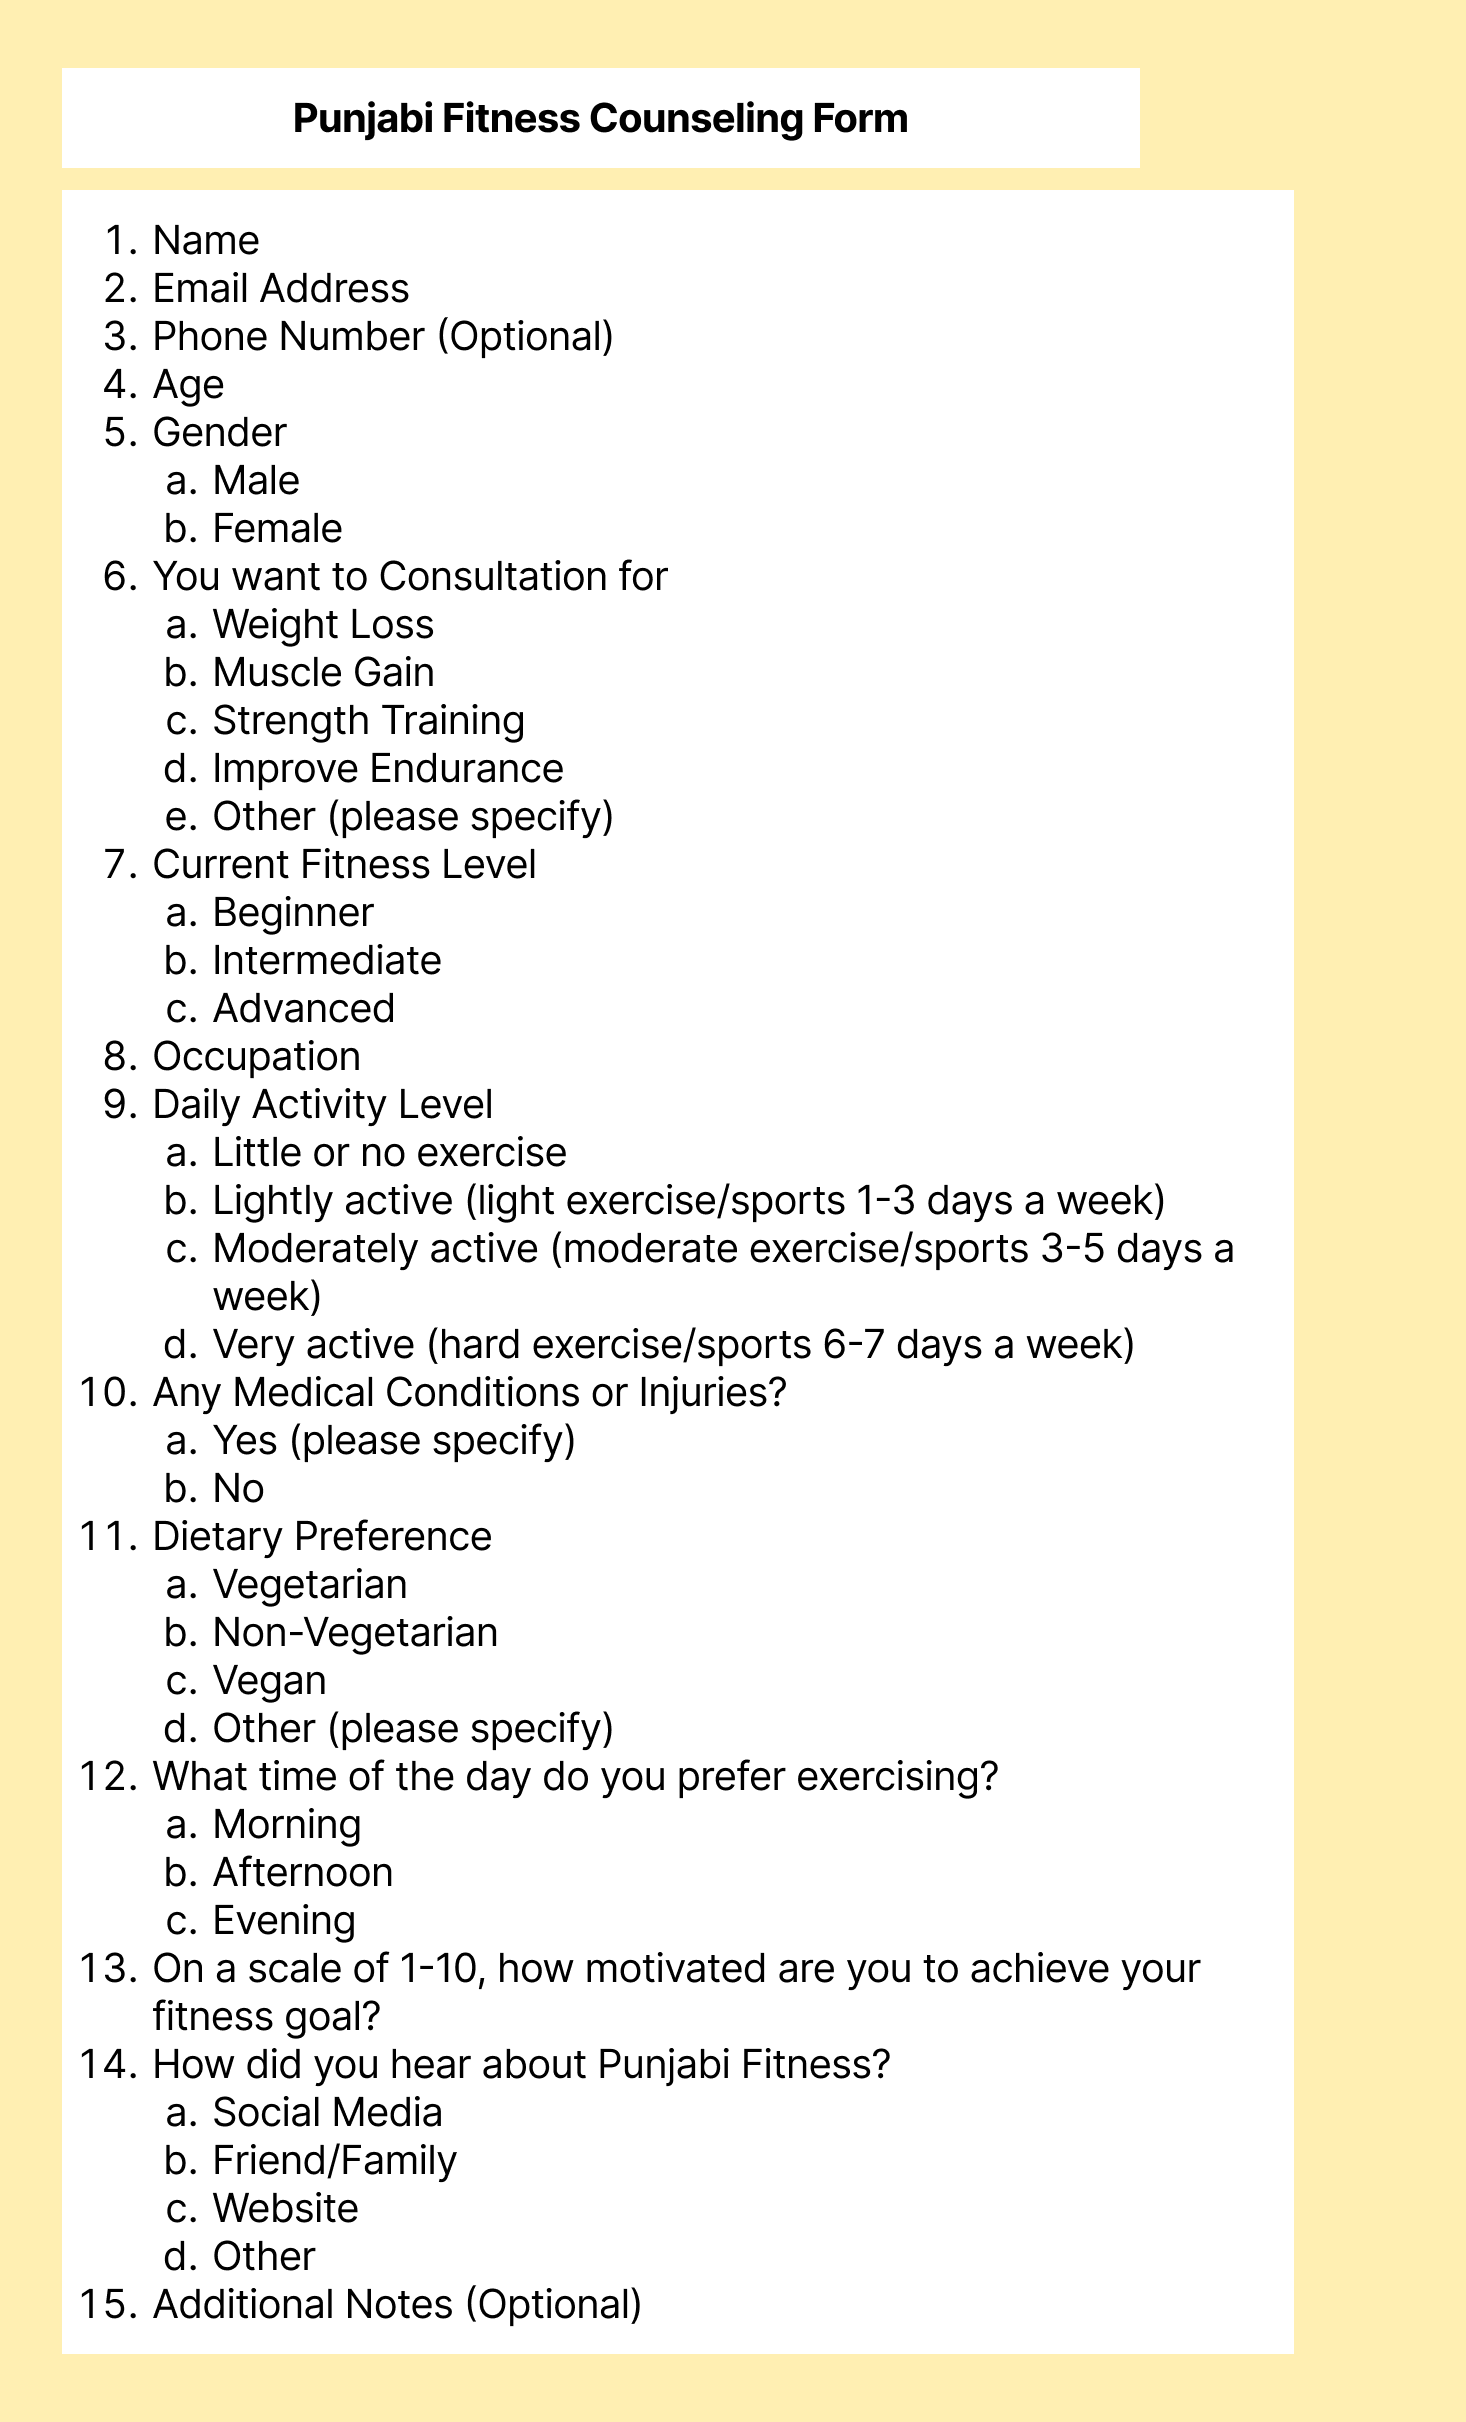 Punjabi Fitness Counseling Form
1. Name
2. Email Address
3. Phone Number (Optional)
4. Age
5. Gender
a. Male
b. Female
6. You want to Consultation for
a. Weight Loss
b. Muscle Gain
c. Strength Training
d. Improve Endurance
e. Other (please specify)
7. Current Fitness Level
a. Beginner
b. Intermediate
c. Advanced
8. Occupation
9. Daily Activity Level
a. Little or no exercise
b. Lightly active (light exercise/sports 1-3 days a week)
c. Moderately active (moderate exercise/sports 3-5 days a
week)
d. Very active (hard exercise/sports 6-7 days a week)
10. Any Medical Conditions or Injuries?
a. Yes (please specify)
b. No
11. Dietary Preference
a. Vegetarian
b. Non-Vegetarian
c. Vegan
d. Other (please specify)
12. What time of the day do you prefer exercising?
a. Morning
b. Afternoon
c. Evening
13. On a scale of 1-10, how motivated are you to achieve your
fitness goal?
14. How did you hear about Punjabi Fitness?
a. Social Media
b. Friend/Family
c. Website
d. Other
15. Additional Notes (Optional)